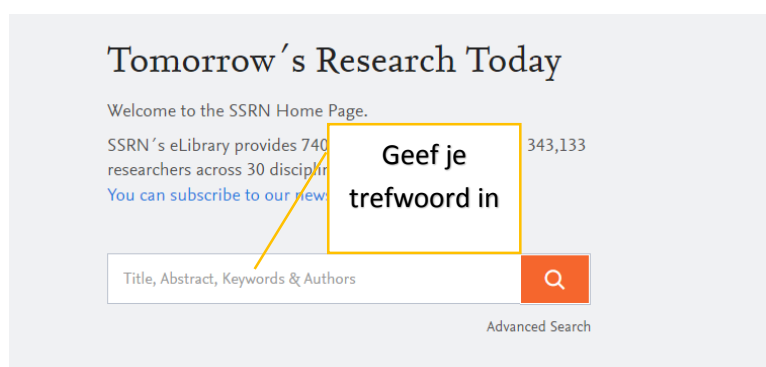 Tomorrow´s Research Today
Welcome to the SSRN Home Page.
SSRN´s eLibrary provides 740 343,133
researchers across 30
You can subscribe to our
Geef je
trefwoord in
Title, Abstract, Keywords & Authors
Advanced Search